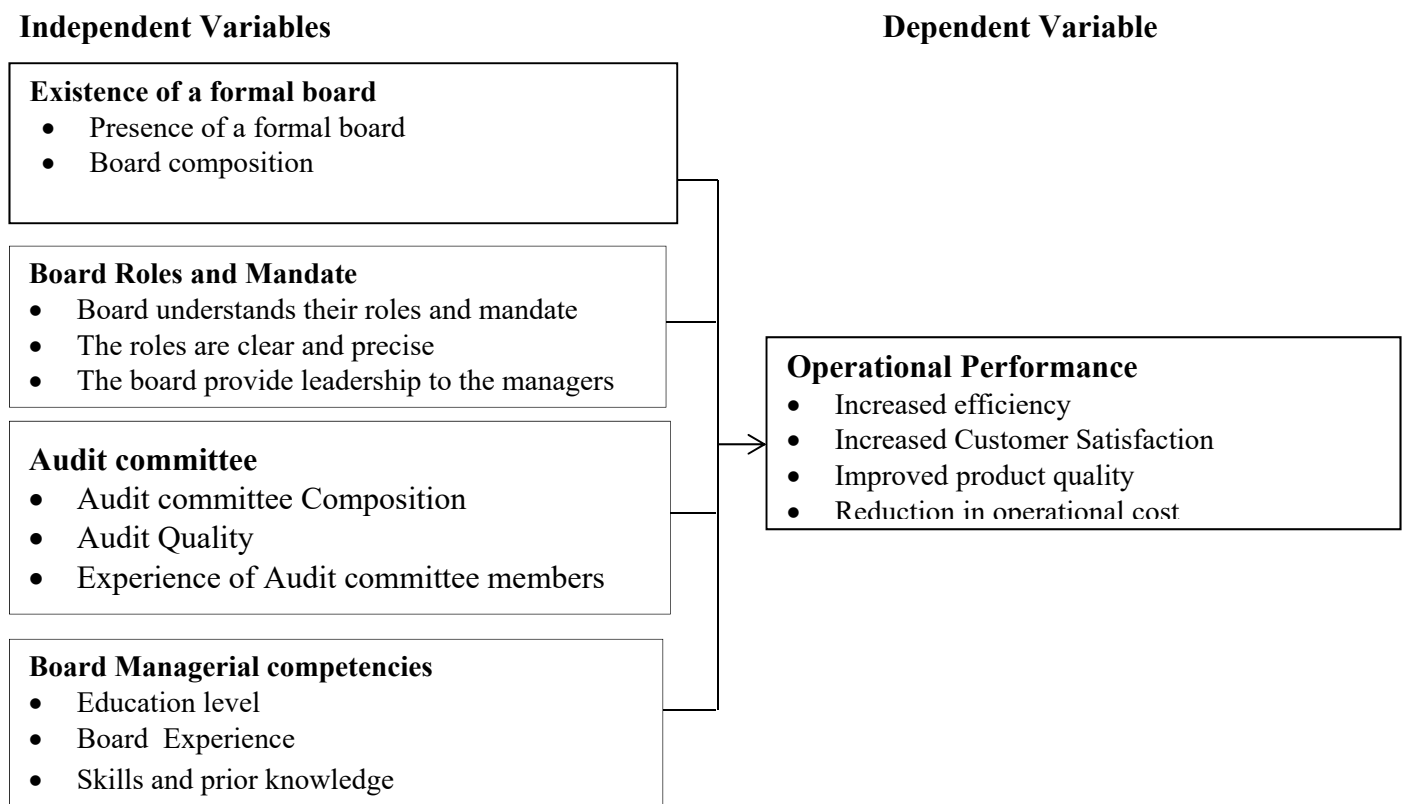 Independent Variables
Dependent Variable
Existence of a formal board
• Presence of a formal board
• Board composition
Board Roles and Mandate
• Board understands their roles and mandate
• The roles are clear and precise
• The board provide leadership to the managers
Audit committee
• Audit committee Composition
• Audit Quality
• Experience of Audit committee members
Board Managerial competencies
• Education level
• Board Experience
• Skills and prior knowledge
Operational Performance
• Increased efficiency
• Increased Customer Satisfaction
• Improved product quality
• Reduction in operational cost